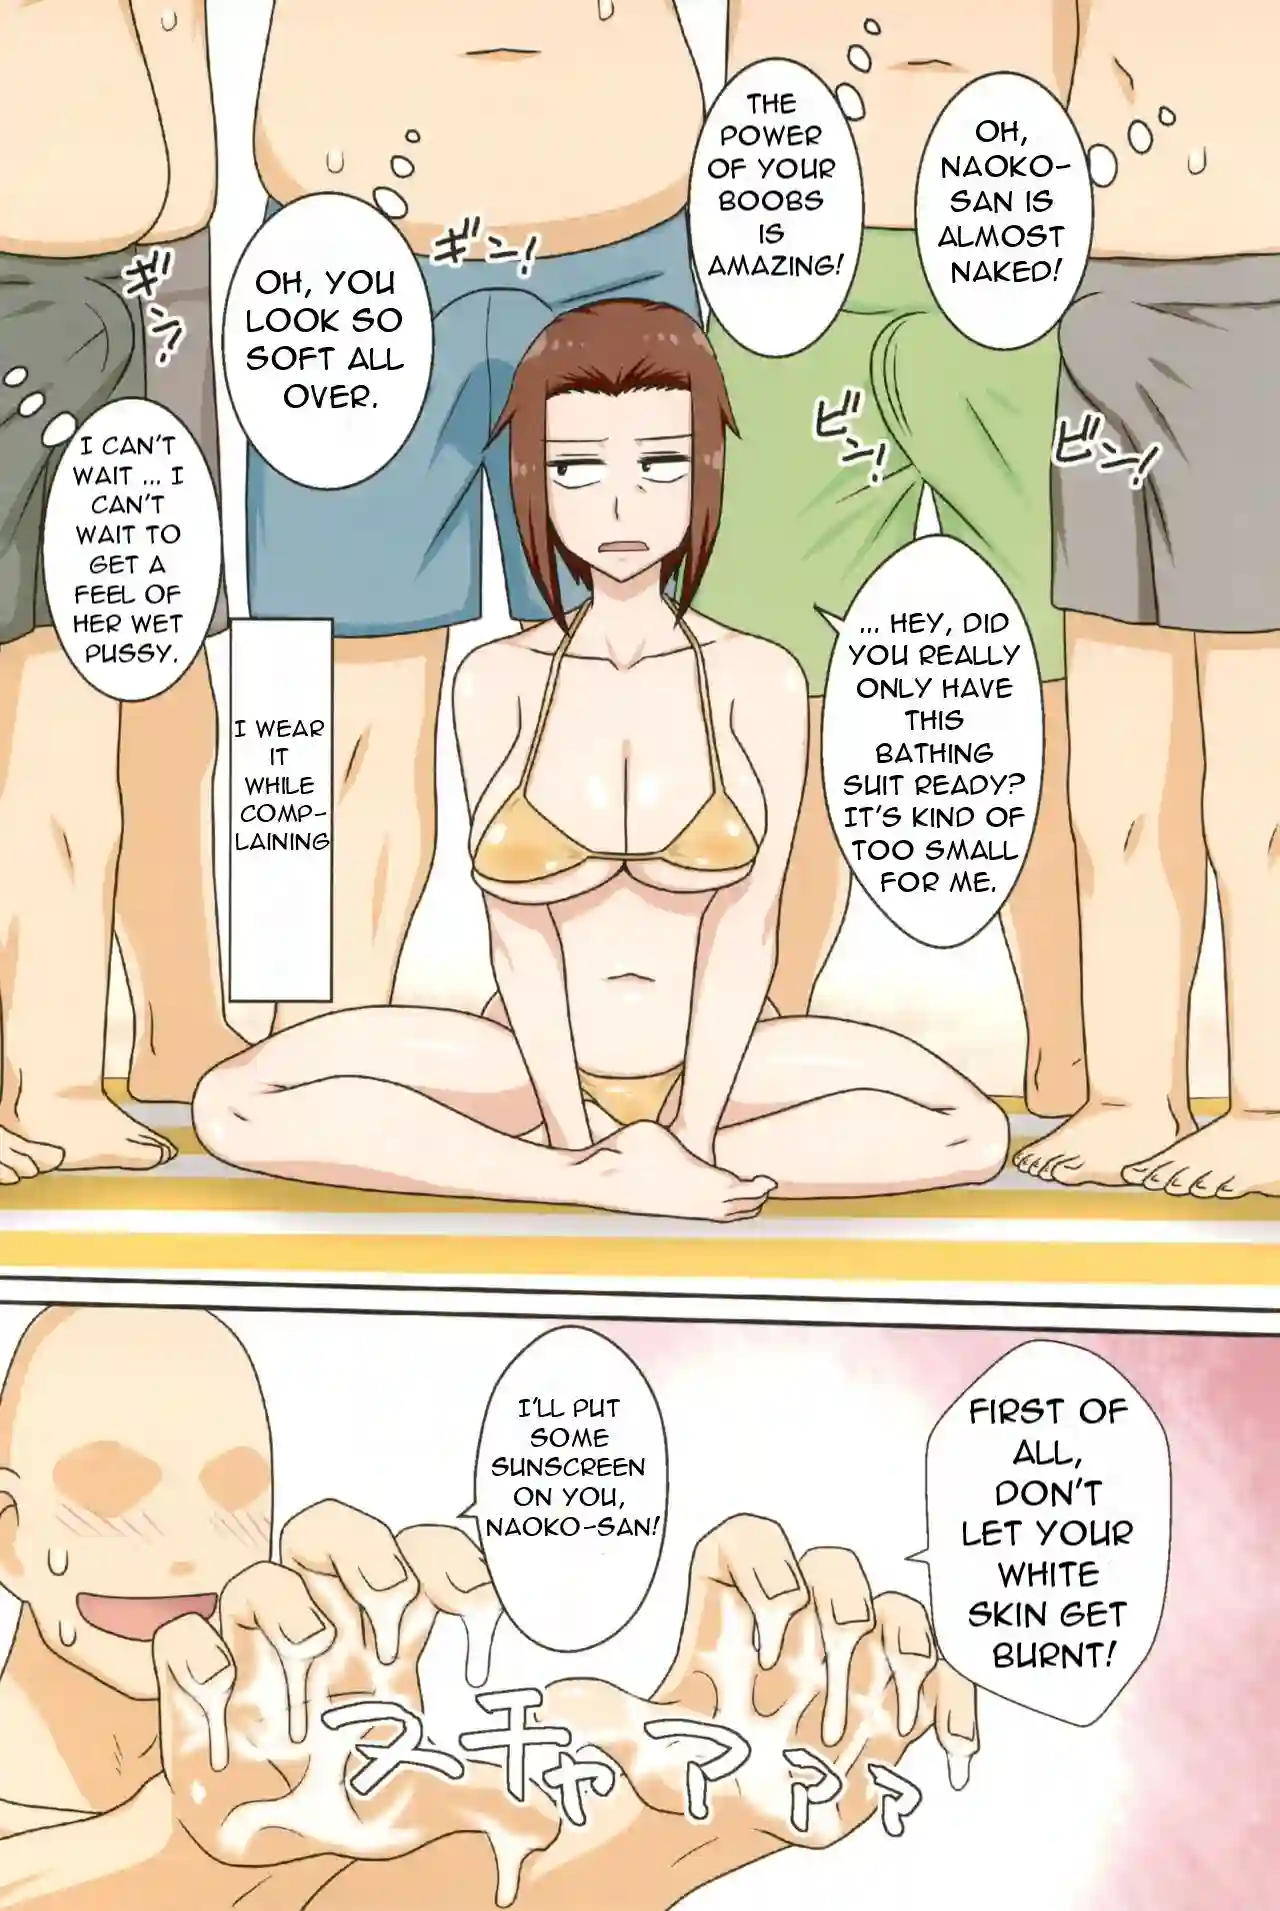 OH,
NAOKO-
SAN IS
ALMOST
NAKED!
THE
POWER
OF YOUR
BOOBS
IS
AMAZING!
OH, YOU
LOOK SO
SOFT ALL
OVER.
I CAN'T
WAIT ... I
CAN'T
WAIT TO
GET A
FEEL OF
HER WET
PUSSY.
ギン!
ギン!
ビン!
ビン!
... HEY, DID
YOU REALLY
ONLY HAVE
THIS
BATHING
SUIT READY?
IT'S KIND OF
TOO SMALL
FOR ME.
I WEAR
IT
WHILE
COMP-
LAINING
FIRST OF
ALL,
DON'T
LET YOUR
WHITE
SKIN GET
BURNT!
I'LL PUT
SOME
SUNSCREEN
ON YOU,
NAOKO-SAN!
ヌチャアァァ